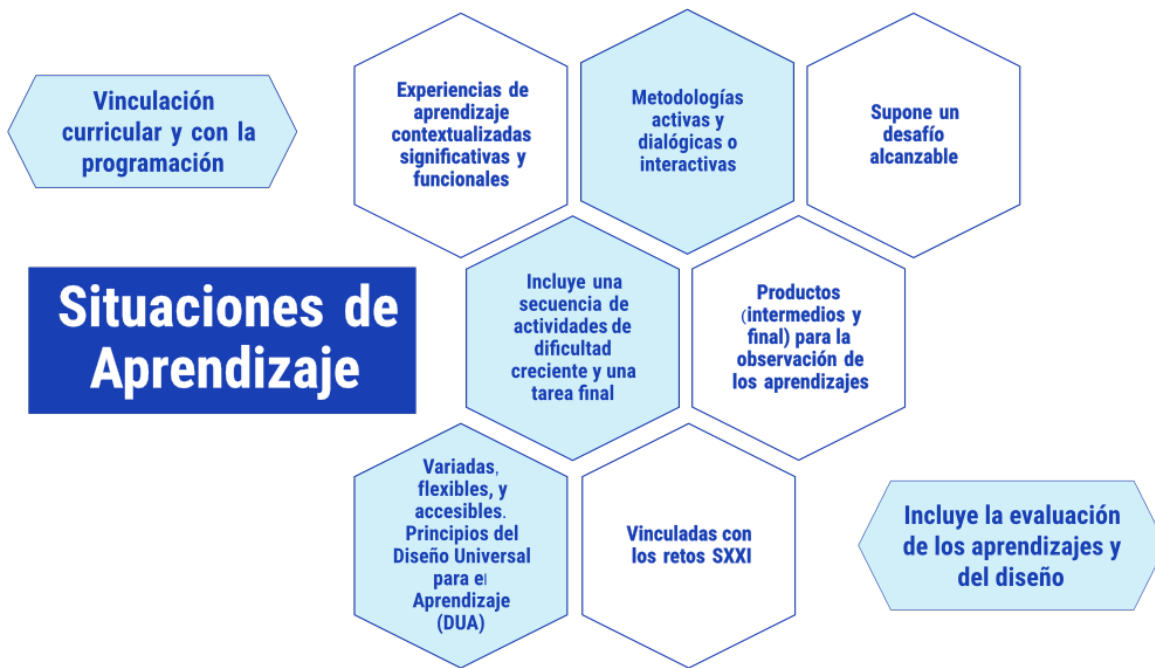 Vinculación
curricular y con la
programación
Experiencias de
aprendizaje
contextualizadas
significativas y
funcionales
Metodologías
activas y
dialógicas o
interactivas
Supone un
desafío
alcanzable
Situaciones de
Aprendizaje
Incluye una
secuencia de
actividades de
dificultad
creciente y una
tarea final
Productos
(intermedios y
final) para la
observación de
los aprendizajes
Variadas,
flexibles, y
accesibles.
Principios del
Diseño Universal
para el
Aprendizaje
(DUA)
Vinculadas con
los retos SXXI
Incluye la evaluación
de los aprendizajes y
del diseño